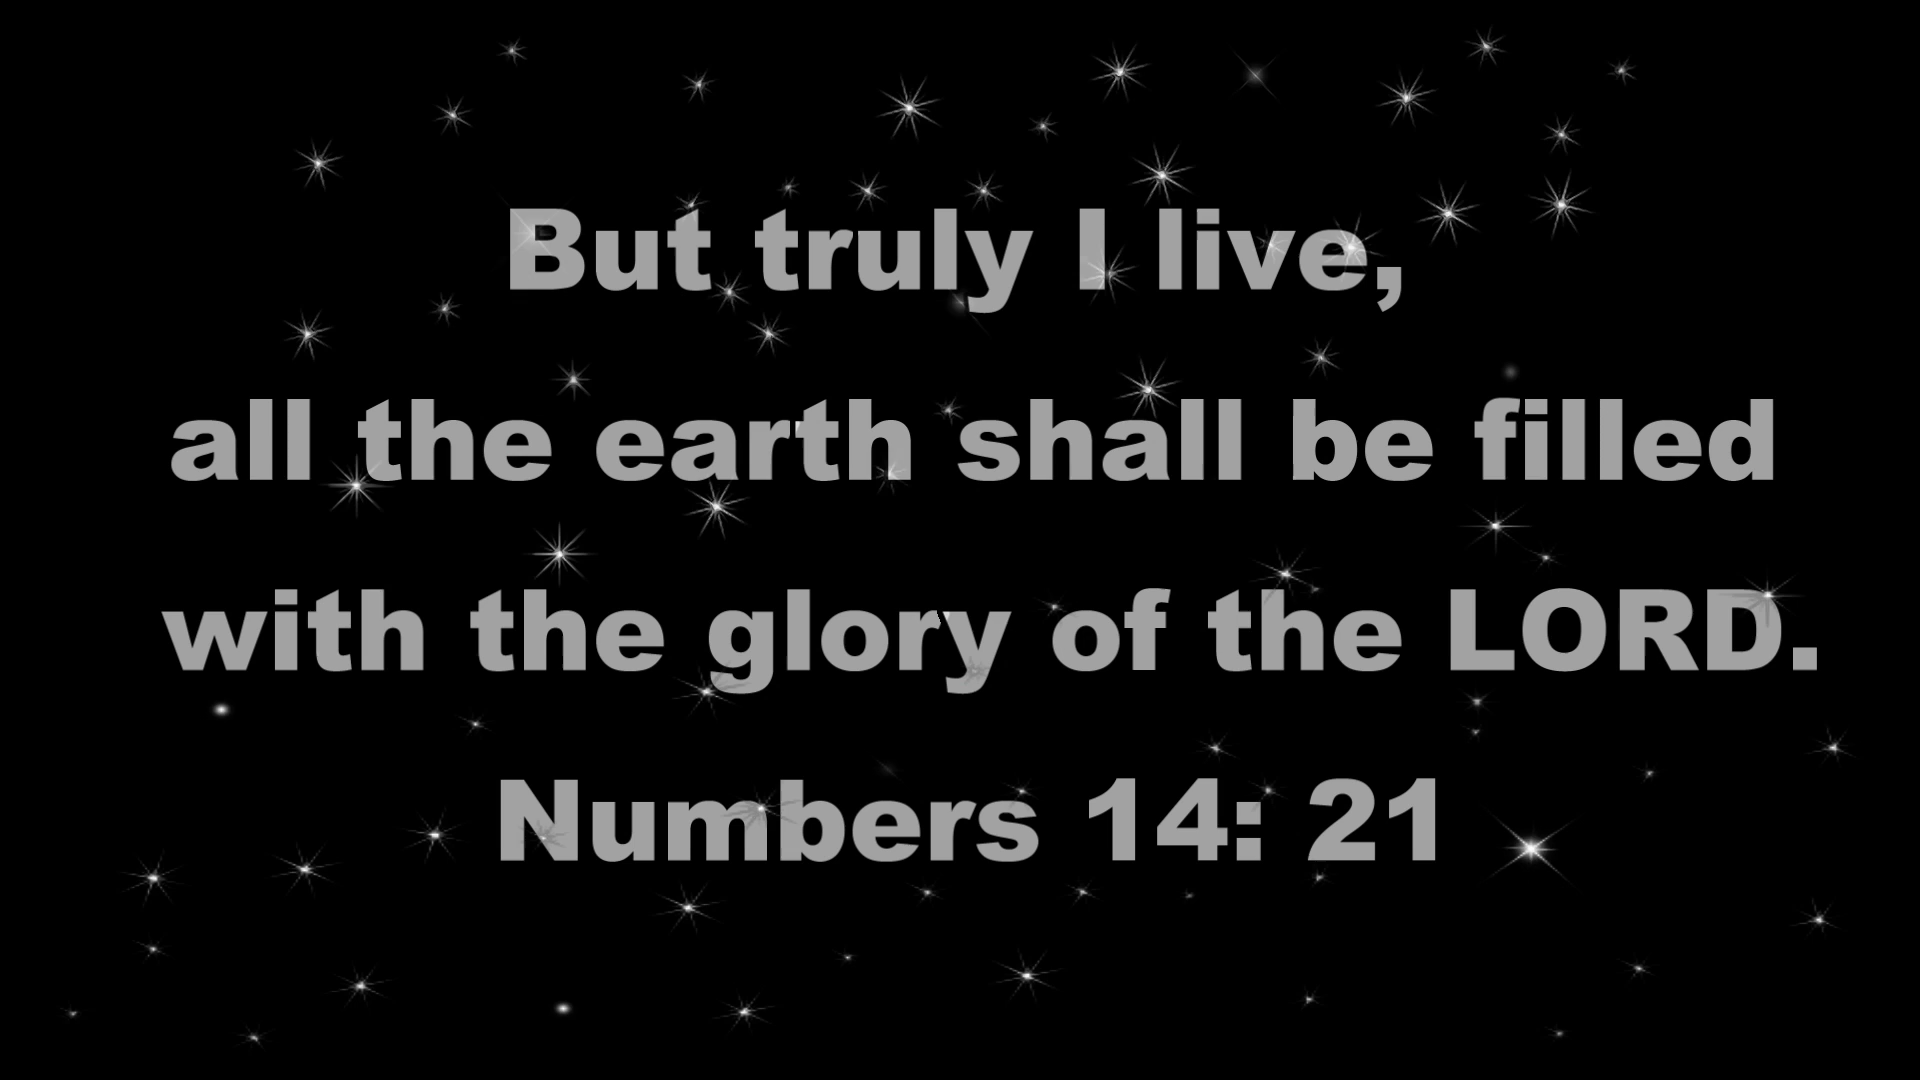 But truly I live,
all the earth shall be filled
with the glory of the LORD.
Numbers 14: 21